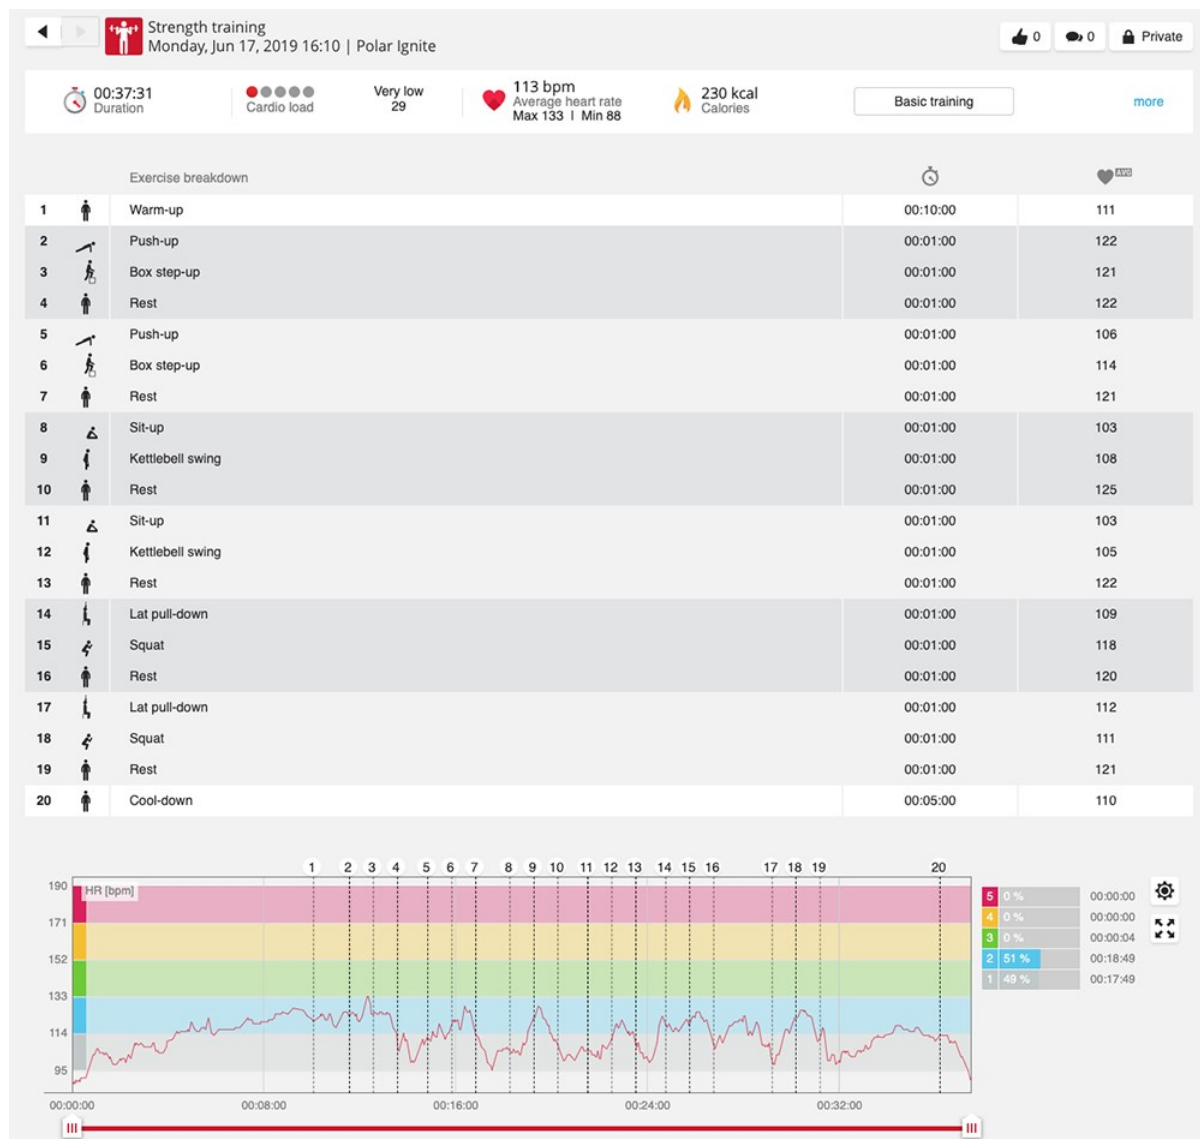 Strength training
Monday, Jun 17, 2019 16:10 | Polar Ignite
0 0 Private
00:37:31
Duration
Cardio load
Very low
29
113 bpm
Average heart rate
Max 133 | Min 88
230 kcal
Calories
Basic training
more
Exercise breakdown AVG
1 Warm-up 00:10:00 111
2 Push-up 00:01:00 122
3 Box step-up 00:01:00 121
4 Rest 00:01:00 122
5 Push-up 00:01:00 106
6 Box step-up 00:01:00 114
7 Rest 00:01:00 121
8 Sit-up 00:01:00 103
9 Kettlebell swing 00:01:00 108
10 Rest 00:01:00 125
11 Sit-up 00:01:00 103
12 Kettlebell swing 00:01:00 105
13 Rest 00:01:00 122
14 Lat pull-down 00:01:00 109
15 Squat 00:01:00 118
16 Rest 00:01:00 120
17 Lat pull-down 00:01:00 112
18 Squat 00:01:00 111
19 Rest 00:01:00 121
20 Cool-down 00:05:00 110
1 2 3 4 5 6 7 8 9 10 11 12 13 14 15 16 17 18 19 20
HR [bpm]
190
171
152
133
114
95
00:00:00 00:08:00 00:16:00 00:24:00 00:32:00
5 0 % 00:00:00
4 0 % 00:00:00
3 0 % 00:00:04
2 51 % 00:18:49
1 49 % 00:17:49